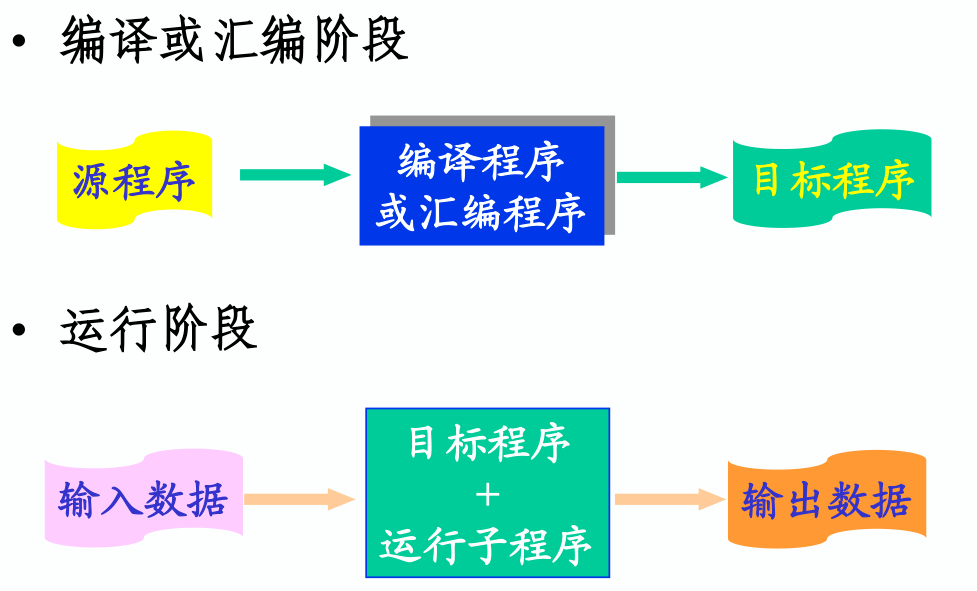 • 编译或汇编阶段
源程序
编译程序
或汇编程序
目标程序
• 运行阶段
输入数据
目标程序
+
运行子程序
输出数据